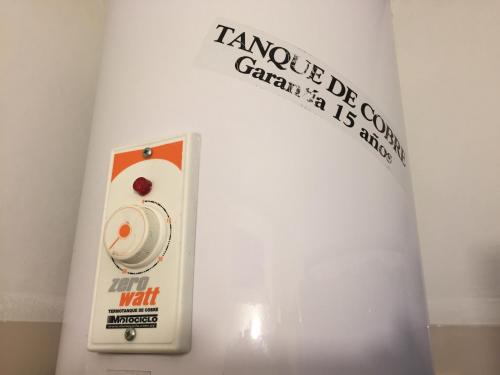 TANQUE DE COBRE
Garantía 15 años
zero
watt
TERMOTANQUE DE COBRE
MOTOCICLO